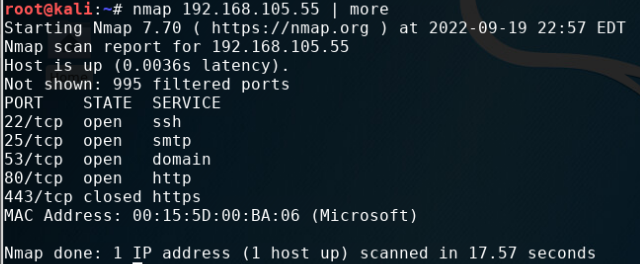 root@kali:~# nmap 192.168.105.55 | more
Starting Nmap 7.70 ( https://nmap.org ) at 2022-09-19 22:57 EDT
Nmap scan report for 192.168.105.55
Host is up (0.0036s latency).
Not shown: 995 filtered ports
PORT    STATE  SERVICE
22/tcp  open   ssh
25/tcp  open   smtp
53/tcp  open   domain
80/tcp  open   http
443/tcp closed https
MAC Address: 00:15:5D:00:BA:06 (Microsoft)
Nmap done: 1 IP address (1 host up) scanned in 17.57 seconds